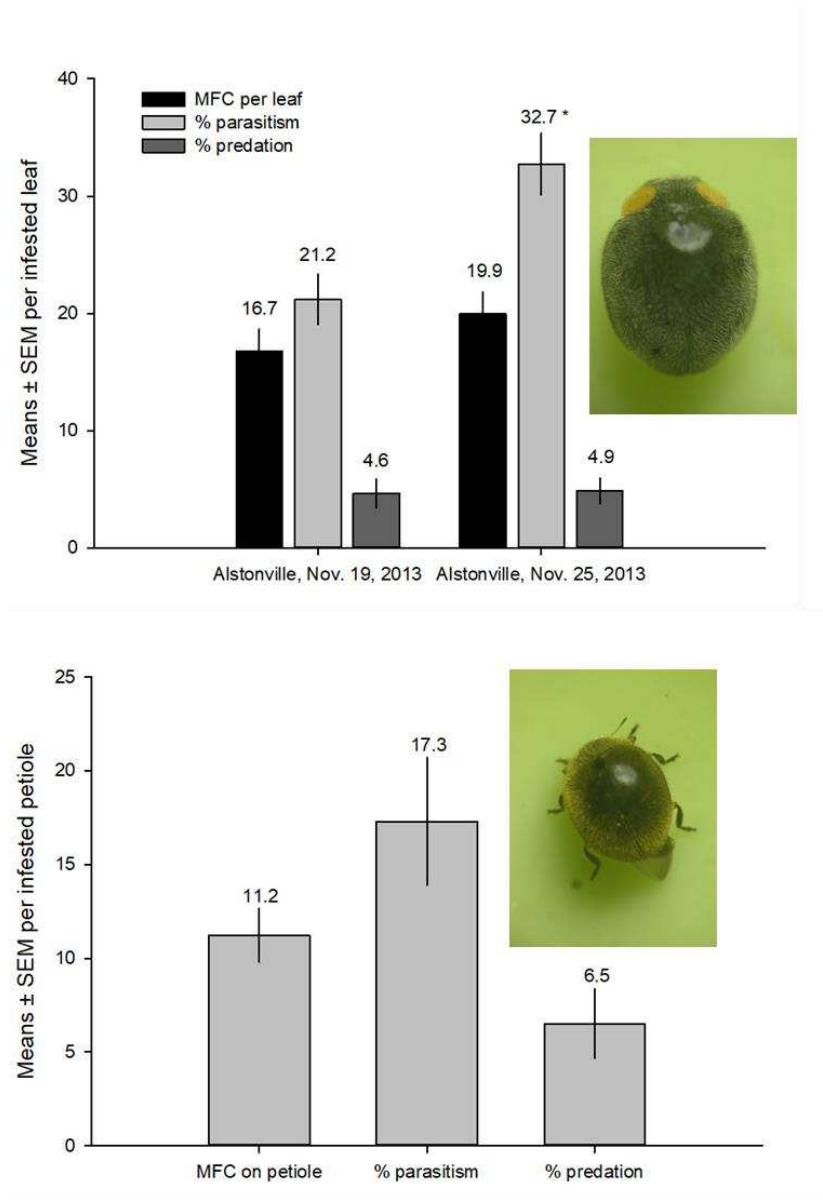 40
MFC per leaf
% parasitism
% predation
32.7 *
30
21.2
19.9
20
16.7
10
4.6
4.9
0
Means ± SEM per infested leaf
Alstonville, Nov. 19, 2013 Alstonville, Nov. 25, 2013
25
20
17.3
15
11.2
10
6.5
5
0
Means ± SEM per infested petiole
MFC on petiole % parasitism % predation